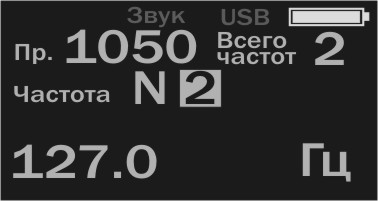 Звук USB
Пр. 1050 Всего частот 2
Частота N 2
127.0 Гц